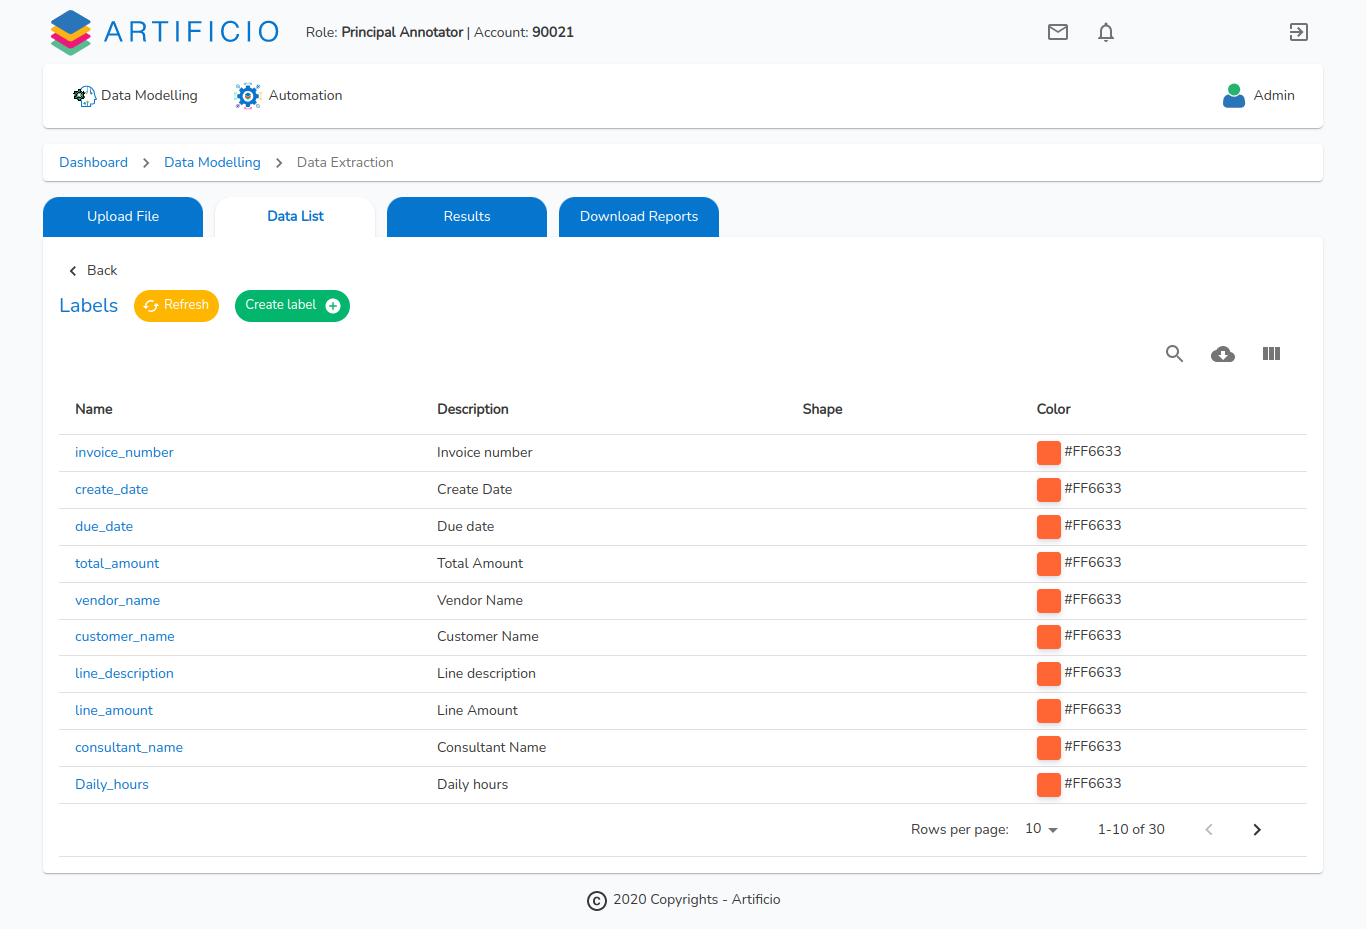 ARTIFICIO Role: Principal Annotator | Account: 90021
Data Modelling Automation Admin
Dashboard Data Modelling Data Extraction
Upload File Data List Results Download Reports
Back
Labels Refresh Create label
Name Description Shape Color
invoice_number Invoice number #FF6633
create_date Create Date #FF6633
due_date Due date #FF6633
total_amount Total Amount #FF6633
vendor_name Vendor Name #FF6633
customer_name Customer Name #FF6633
line_description Line description #FF6633
line_amount Line Amount #FF6633
consultant_name Consultant Name #FF6633
Daily_hours Daily hours #FF6633
Rows per page: 10 1-10 of 30
© 2020 Copyrights - Artificio